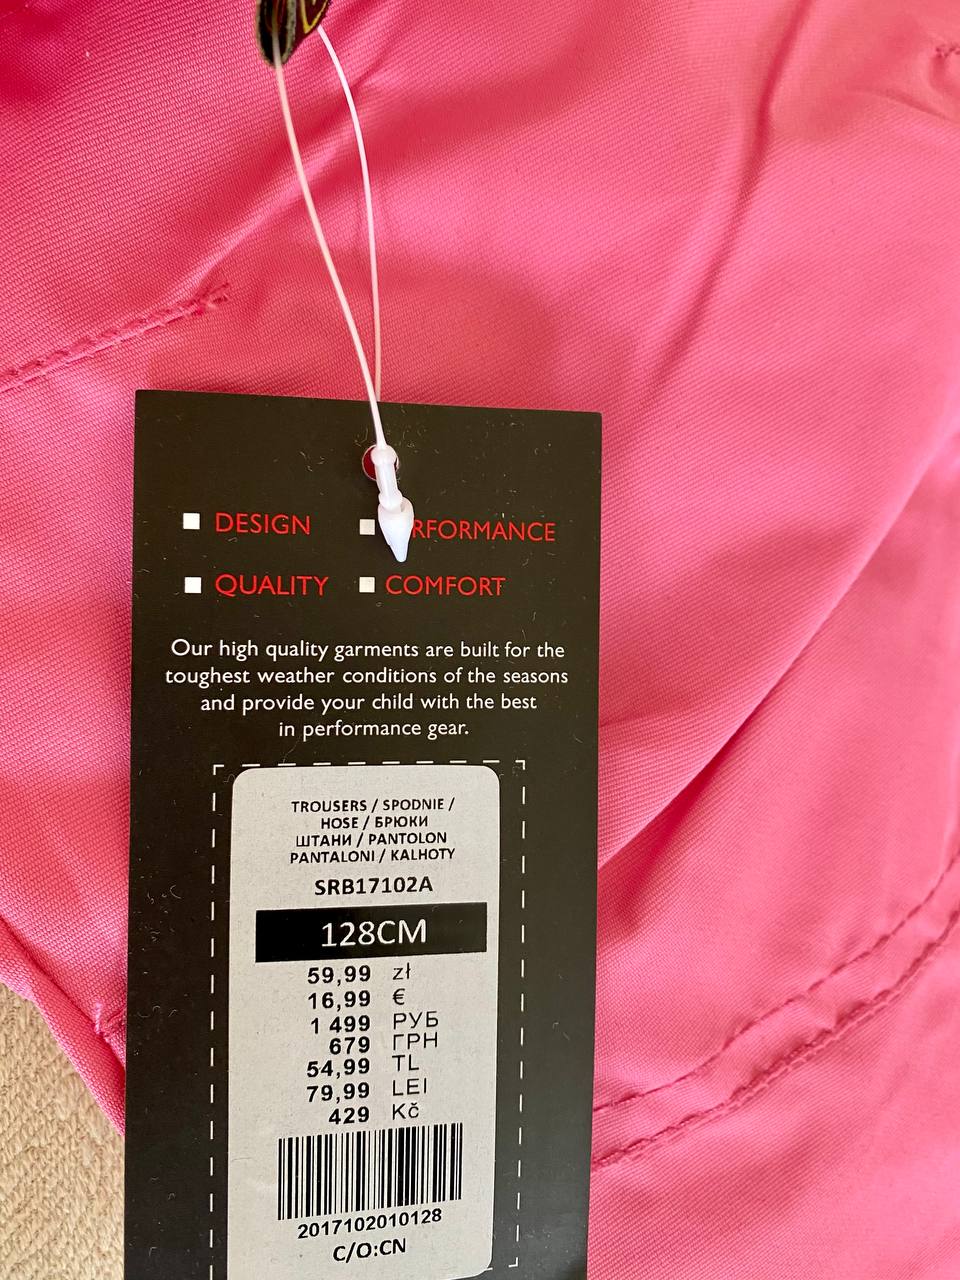 DESIGN
RFORMANCE
QUALITY
COMFORT
Our high quality garments are built for the
toughest weather conditions of the seasons
and provide your child with the best
in performance gear.
TROUSERS / SPODNIE /
HOSE / БРЮКИ
ШТАНИ / PANTOLON
PANTALONI / KALHOTY
SRB17102A
128CM
59,99 zł
16,99 €
1 499 РУБ
679 ГРН
54,99 TL
79,99 LEI
429 Kč
2017102010128
C/O:CN